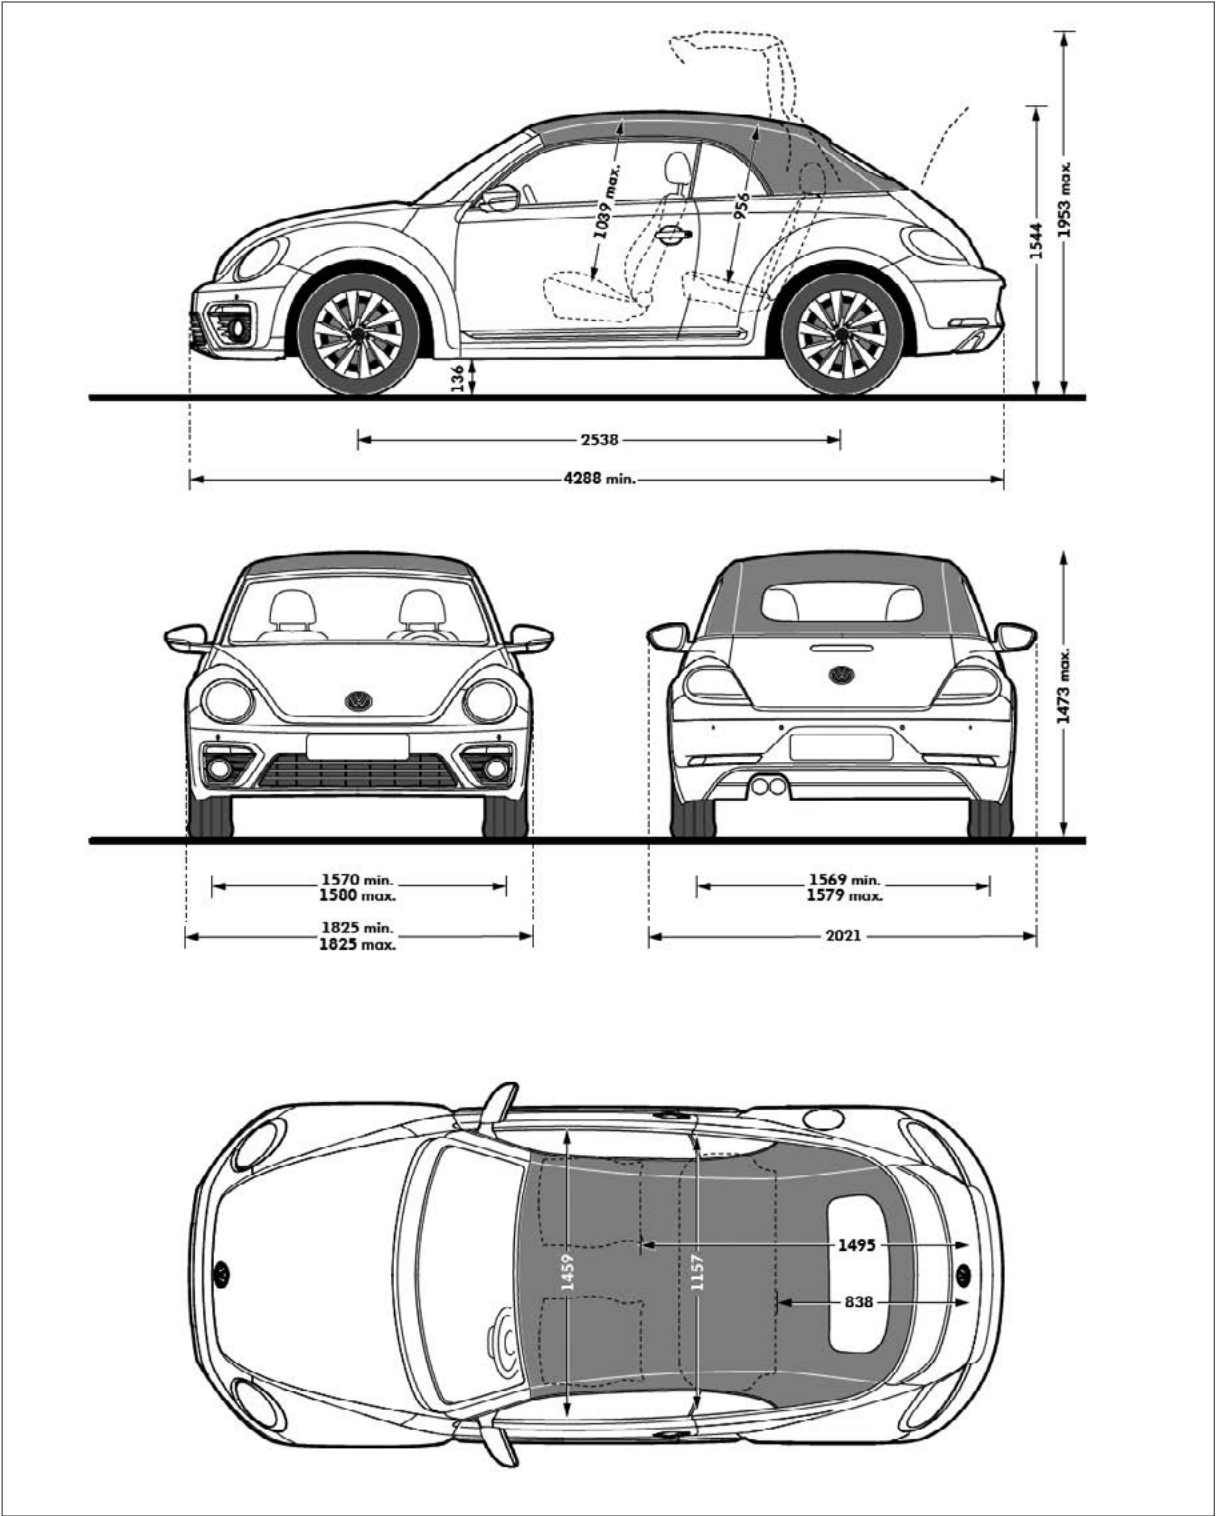 1039 max.
956
1544
1953 max.
136
2538
4288 min.
1473 max.
1570 min.
1580 max.
1569 min.
1579 max.
1825 min.
1825 max.
2021
1459
1157
1495
838